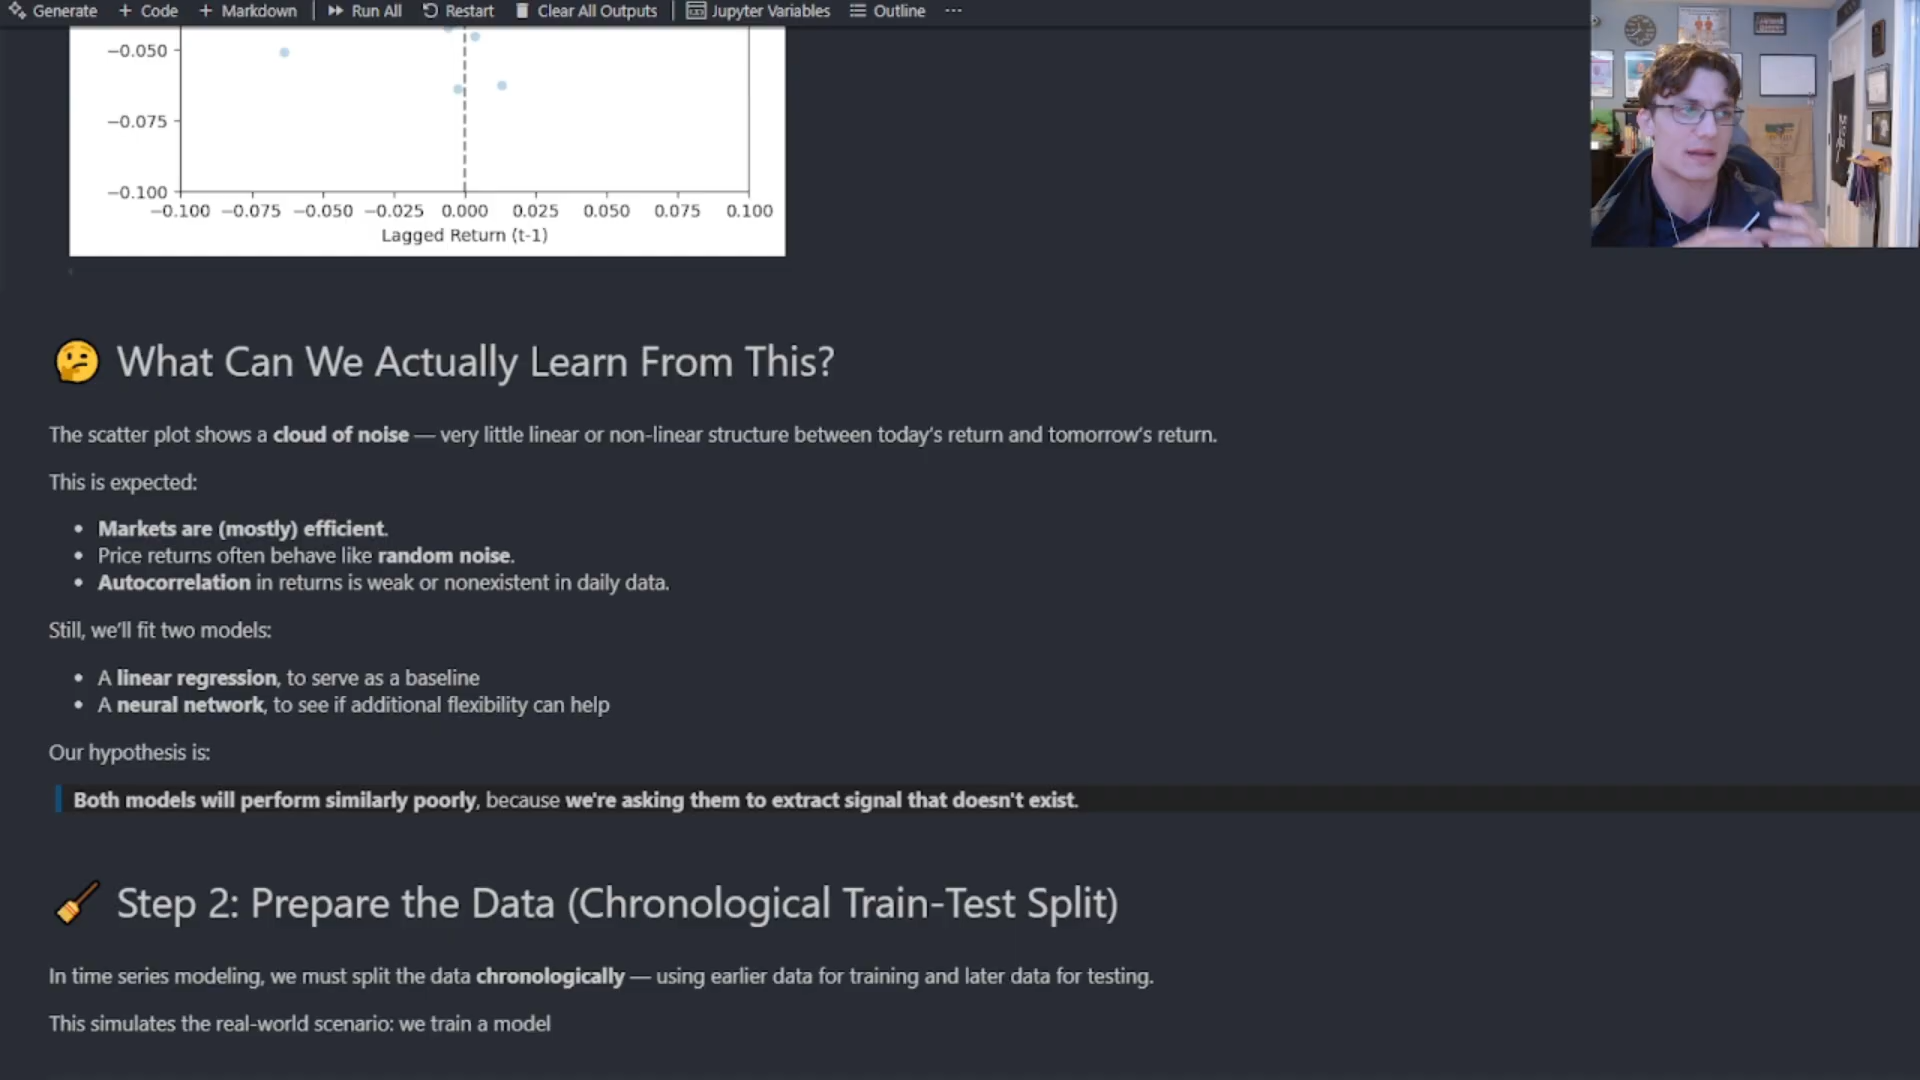 Generate
Code
Markdown
Run All
Restart
Clear All Outputs
Jupyter Variables
Outline
−0.050
−0.075
−0.100
−0.100 −0.075 −0.050 −0.025 0.000 0.025 0.050 0.075 0.100
Lagged Return (t-1)
What Can We Actually Learn From This?
The scatter plot shows a cloud of noise — very little linear or non-linear structure between today's return and tomorrow's return.
This is expected:
• Markets are (mostly) efficient.
• Price returns often behave like random noise.
• Autocorrelation in returns is weak or nonexistent in daily data.
Still, we'll fit two models:
• A linear regression, to serve as a baseline
• A neural network, to see if additional flexibility can help
Our hypothesis is:
Both models will perform similarly poorly, because we're asking them to extract signal that doesn't exist.
Step 2: Prepare the Data (Chronological Train-Test Split)
In time series modeling, we must split the data chronologically — using earlier data for training and later data for testing.
This simulates the real-world scenario: we train a model